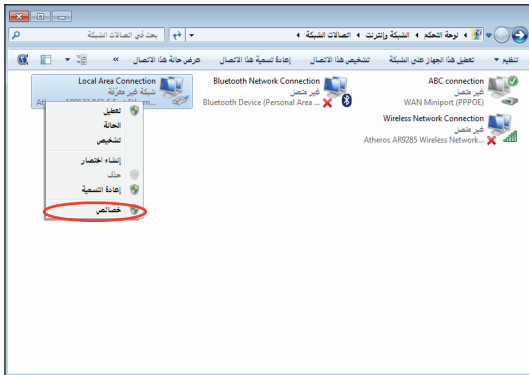 لوحة التحكم ‹ الشبكة وإنترنت ‹ اتصالات الشبكة
بحث في اتصالات الشبكة
تنظيم
تعطيل هذا الجهاز على الشبكة
تشخيص هذا الاتصال
إعادة تسمية هذا الاتصال
عرض حالة هذا الاتصال
»
ABC connection
غير متصل
WAN Miniport (PPPOE)
Bluetooth Network Connection
غير متصل
Bluetooth Device (Personal Area ...
Local Area Connection
شبكة غير معرّفة
Wireless Network Connection
غير متصل
Atheros AR9285 Wireless Network...
تعطيل
الحالة
تشخيص
إنشاء اختصار
حذف
إعادة التسمية
خصائص